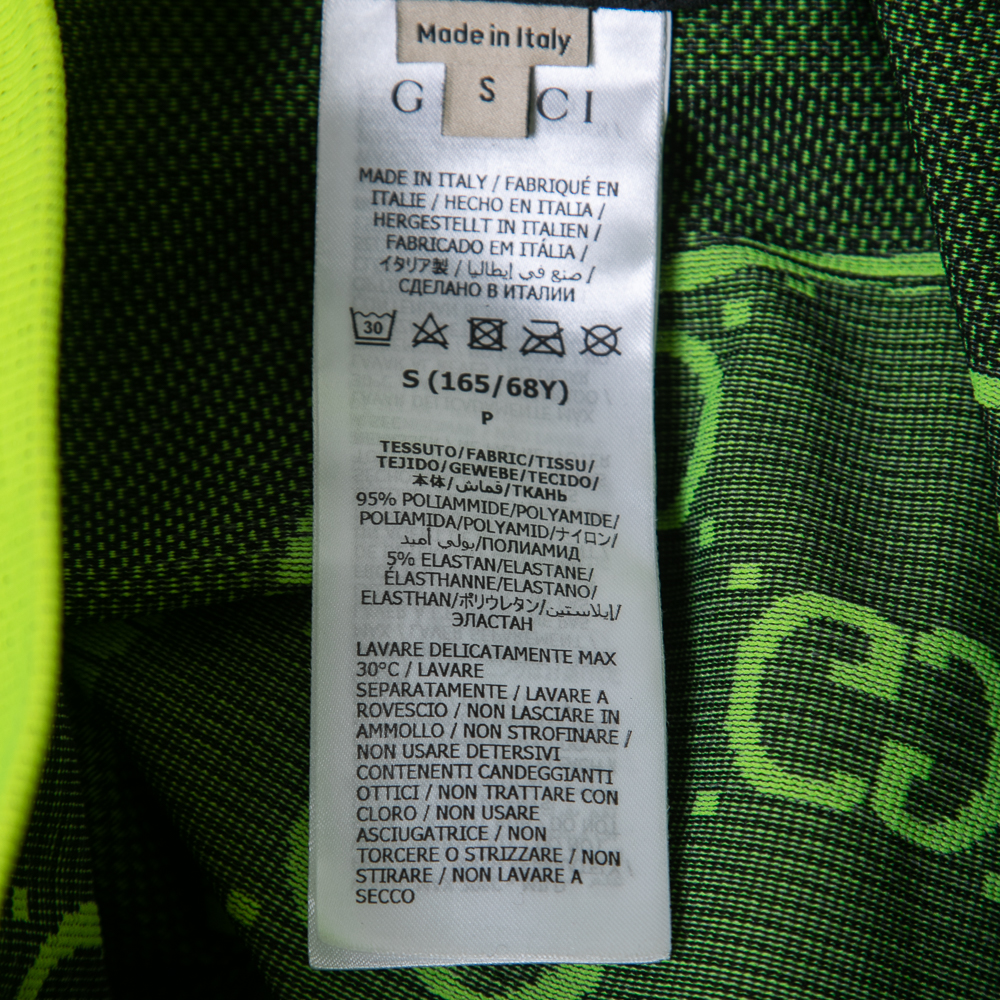 Made in Italy
S
G CI
MADE IN ITALY / FABRIQUÉ EN
ITALIE / HECHO EN ITALIA /
HERGESTELLT IN ITALIEN /
FABRICADO EM ITÁLIA /
イタリア製 / صنع في إيطاليا /
СДЕЛАНО В ИТАЛИИ
30
S (165/68Y)
P
TESSUTO/FABRIC/TISSU/
TEJIDO/GEWEBE/TECIDO/
本体/قماش/ТКАНЬ
95% POLIAMMIDE/POLYAMIDE/
POLIAMIDA/POLYAMID/ナイロン/
بولي أميد/ПОЛИАМИД
5% ELASTAN/ELASTANE/
ÉLASTHANNE/ELASTANO/
ELASTHAN/ポリウレタン/إيلاستين/
ЭЛАСТАН
LAVARE DELICATAMENTE MAX
30°C / LAVARE
SEPARATAMENTE / LAVARE A
ROVESCIO / NON LASCIARE IN
AMMOLLO / NON STROFINARE /
NON USARE DETERSIVI
CONTENENTI CANDEGGIANTI
OTTICI / NON TRATTARE CON
CLORO / NON USARE
ASCIUGATRICE / NON
TORCERE O STRIZZARE / NON
STIRARE / NON LAVARE A
SECCO